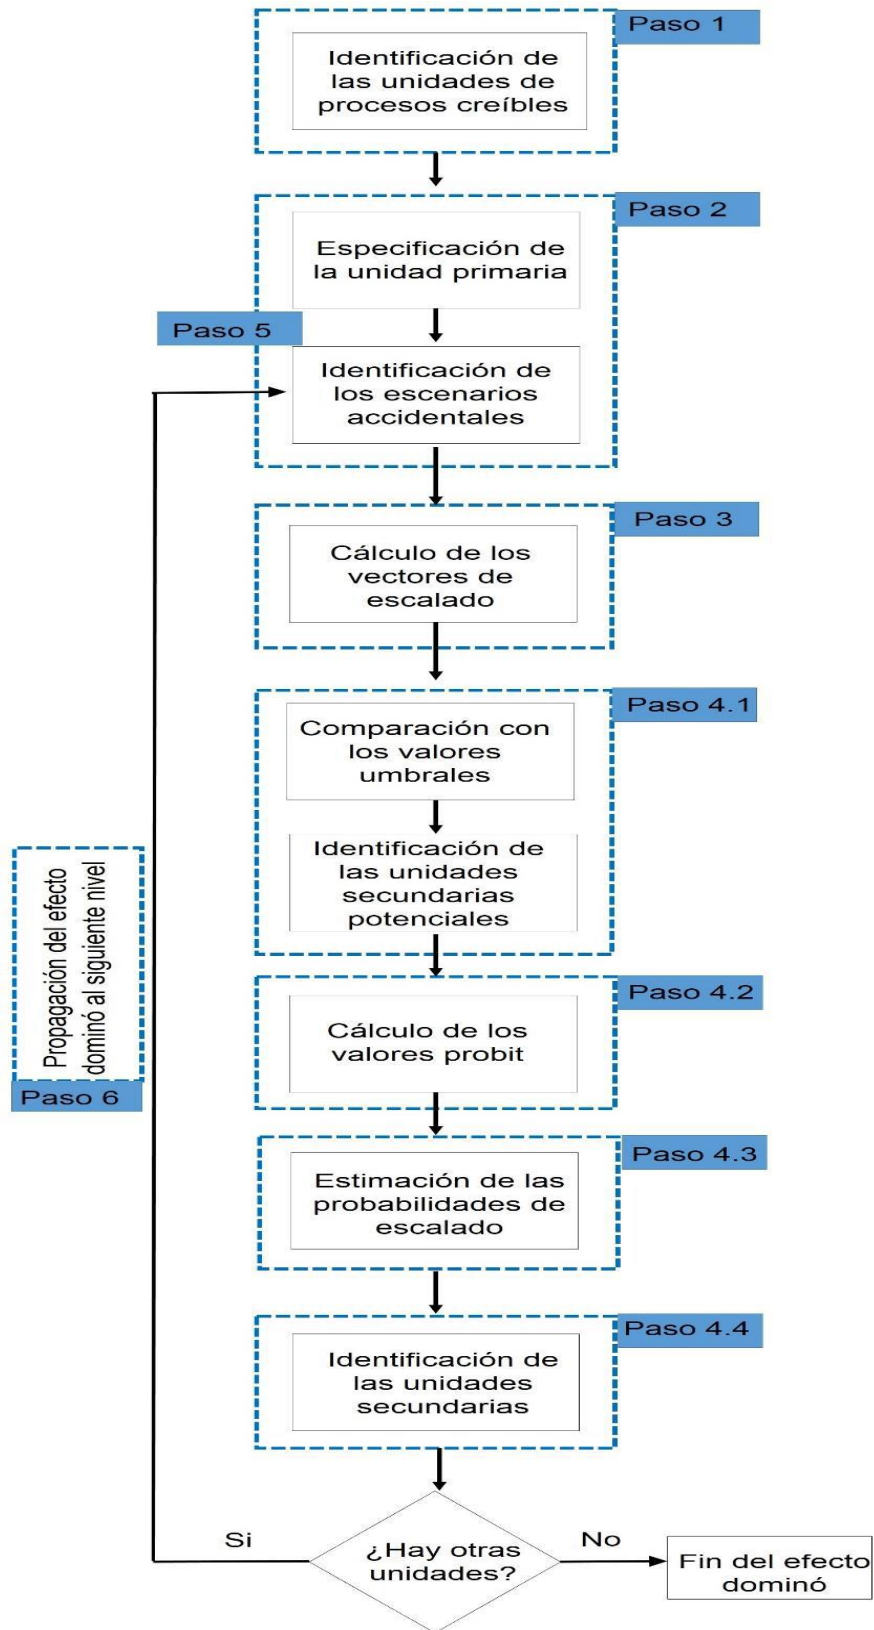 Paso 1
Identificación de
las unidades de
procesos creíbles
Paso 2
Especificación de
la unidad primaria
Paso 5
Identificación de
los escenarios
accidentales
Paso 3
Cálculo de los
vectores de
escalado
Paso 4.1
Comparación con
los valores
umbrales
Identificación de
las unidades
secundarias
potenciales
Propagación del efecto
dominó al siguiente nivel
Paso 6
Paso 4.2
Cálculo de los
valores probit
Paso 4.3
Estimación de las
probabilidades de
escalado
Paso 4.4
Identificación de
las unidades
secundarias
Si
¿Hay otras
unidades?
No
Fin del efecto
dominó